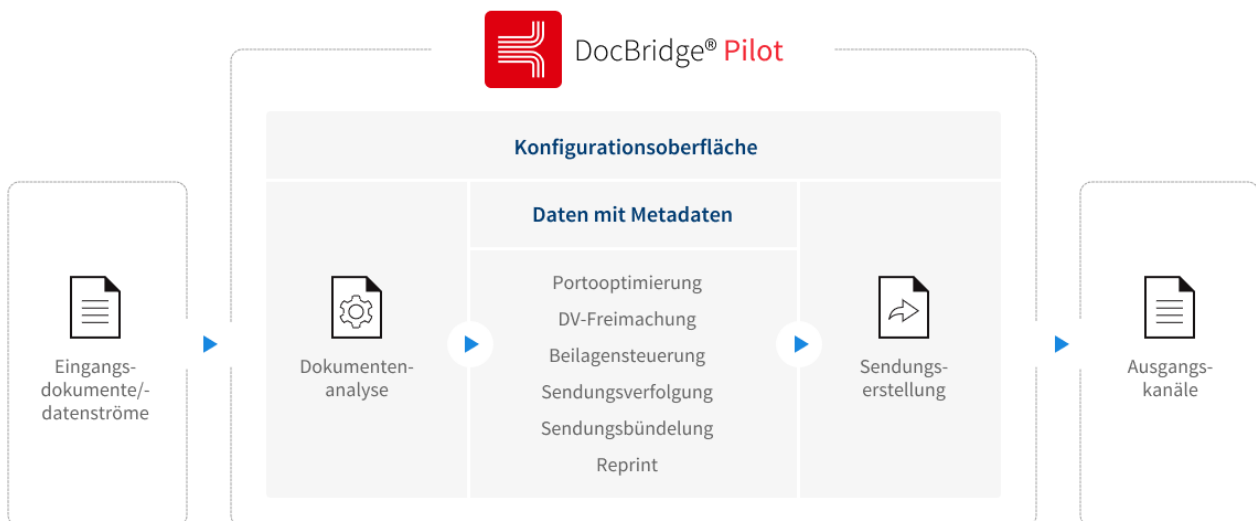 DocBridge® Pilot
Konfigurationsoberfläche
Eingangs-
dokumente/-
datenströme
Dokumenten-
analyse
Daten mit Metadaten
Portooptimierung
DV-Freimachung
Beilagensteuerung
Sendungsverfolgung
Sendungsbündelung
Reprint
Sendungs-
erstellung
Ausgangs-
kanäle